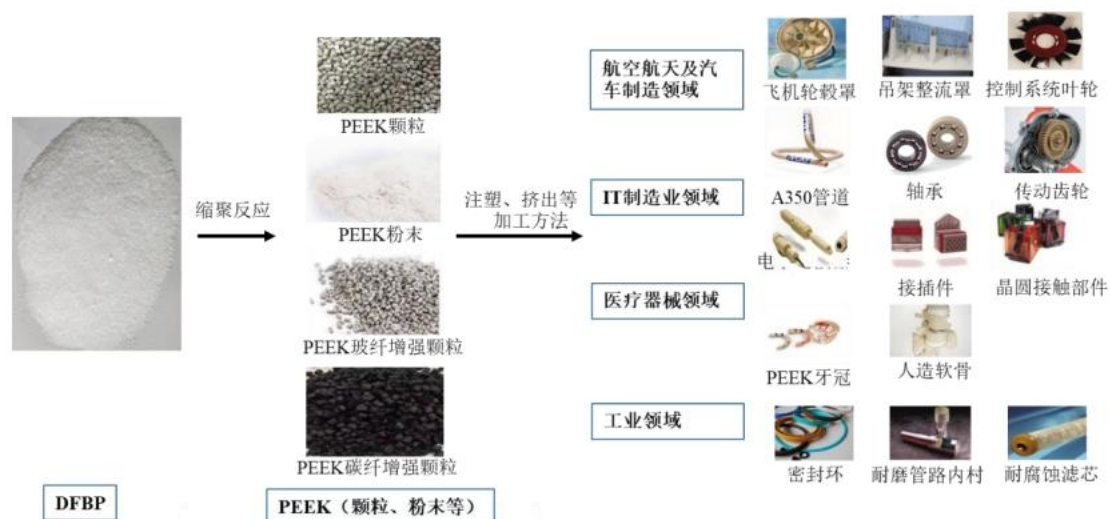 缩聚反应
PEEK颗粒
PEEK粉末
PEEK玻纤增强颗粒
PEEK碳纤增强颗粒
注塑、挤出等
加工方法
航空航天及汽
车制造领域
飞机轮毂罩
吊架整流罩
控制系统叶轮
A350管道
轴承
传动齿轮
IT制造业领域
接插件
晶圆接触部件
医疗器械领域
PEEK牙冠
人造软骨
工业领域
密封环
耐磨管路内村
耐腐蚀滤芯
DFBP
PEEK（颗粒、粉末等）